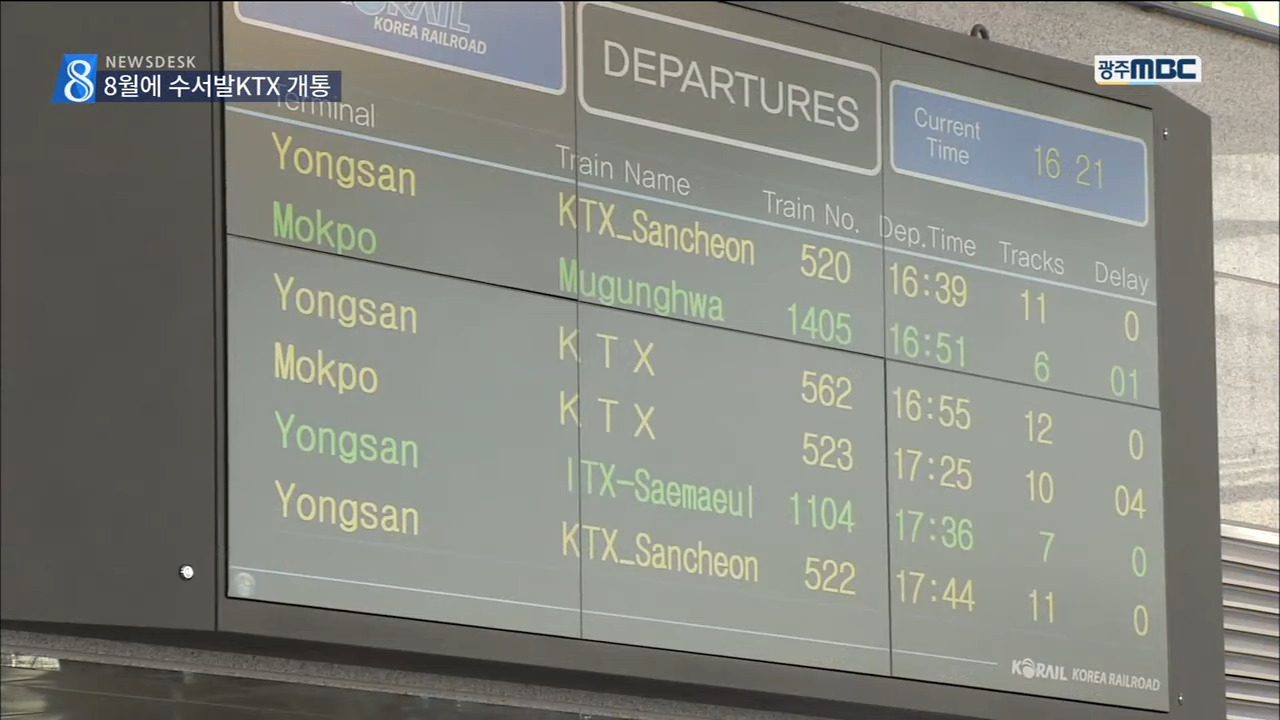 NEWSDESK
8 8월에 수서발KTX 개통
광주MBC
KORAIL
KOREA RAILROAD
DEPARTURES
Current Time 16 21
Terminal Train Name Train No. Dep.Time Tracks Delay
Yongsan KTX_Sancheon 520 16:39 11 0
Mokpo Mugunghwa 1405 16:51 6 01
Yongsan K T X 562 16:55 12 0
Mokpo K T X 523 17:25 10 04
Yongsan ITX-Saemaeul 1104 17:36 7 0
Yongsan KTX_Sancheon 522 17:44 11 0
KORAIL KOREA RAILROAD